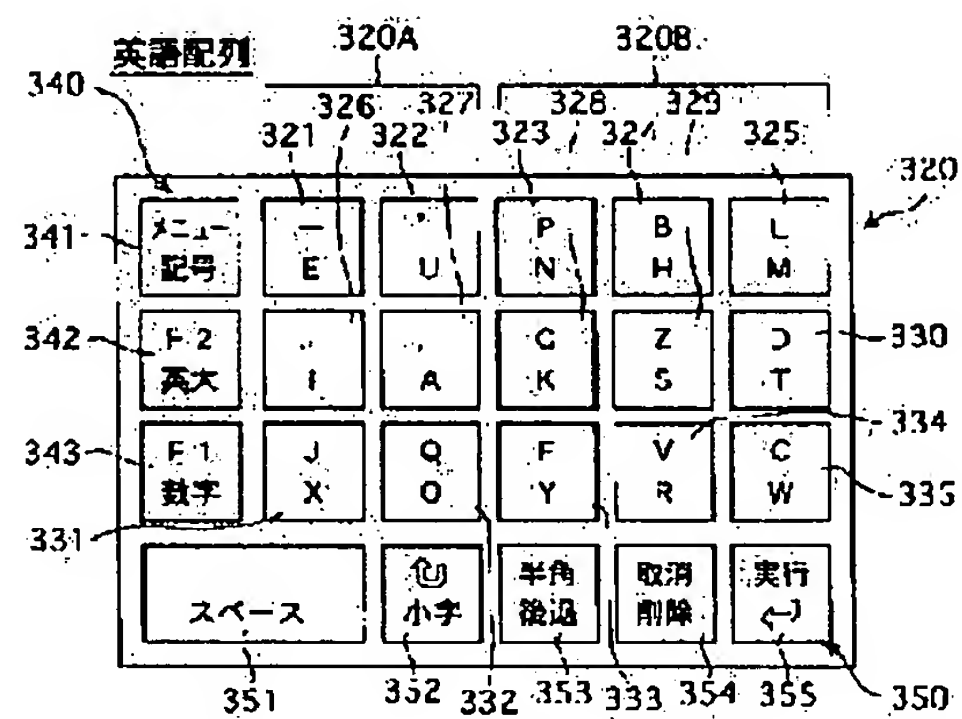 英語配列
320A 320B
340 326 327 328 329
321 322 323 324 325
320
341 メニュー ー ' P B L
記号 E U N H M
342 F2 . , G Z D 330
英大 I A K S T
334
343 F1 J Q F V C
数字 X O Y R W 335
331
半角 取消 実行
スペース 小字 後退 削除
351 352 332 353 333 354 355 350